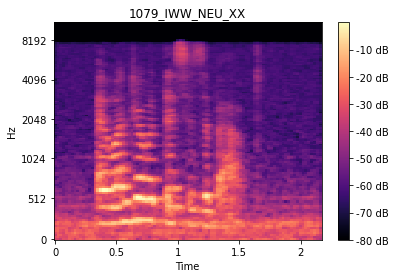 1079_IWW_NEU_XX
8192
4096
2048
1024
512
0
Hz
0
0.5
1
1.5
2
Time
-10 dB
-20 dB
-30 dB
-40 dB
-50 dB
-60 dB
-70 dB
-80 dB